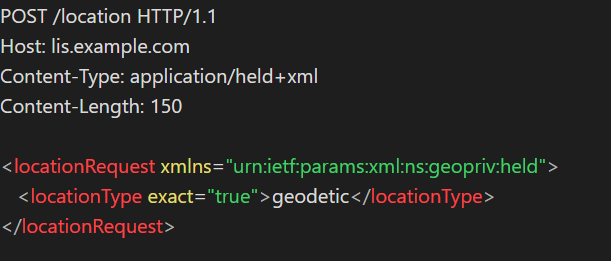 POST /location HTTP/1.1
Host: lis.example.com
Content-Type: application/held+xml
Content-Length: 150

<locationRequest xmlns="urn:ietf:params:xml:ns:geopriv:held">
  <locationType exact="true">geodetic</locationType>
</locationRequest>